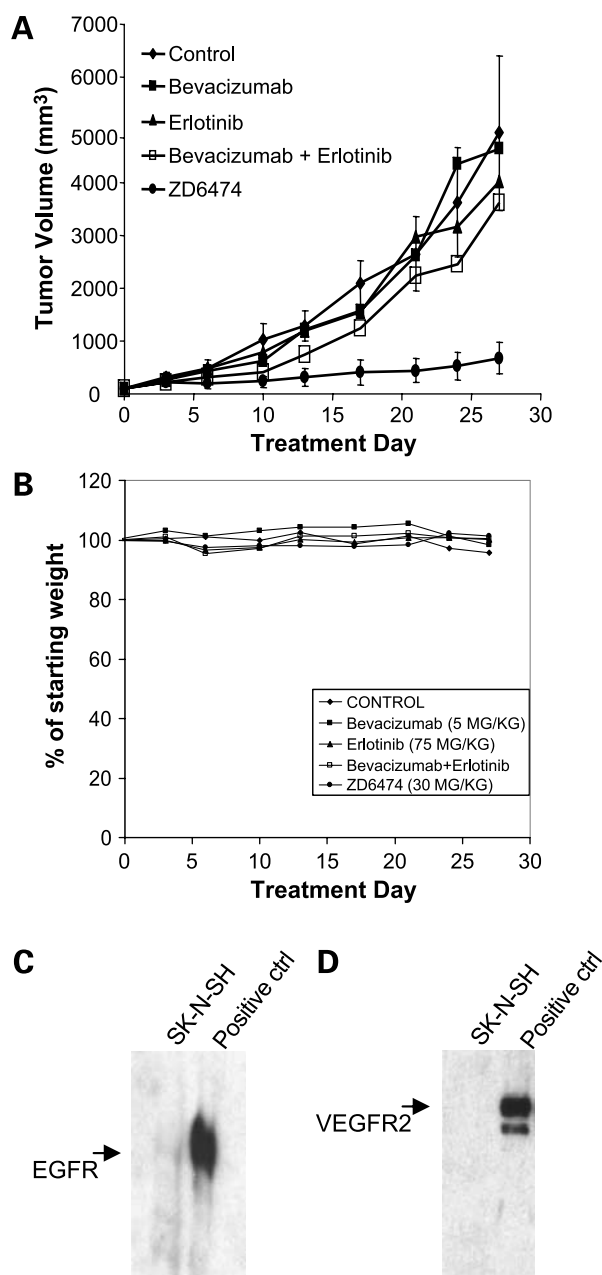 A
Tumor Volume (mm3)
7000
6000
5000
4000
3000
2000
1000
0
Control
Bevacizumab
Erlotinib
Bevacizumab + Erlotinib
ZD6474
0 5 10 15 20 25 30
Treatment Day
B
% of starting weight
120
100
80
60
40
20
0
CONTROL
Bevacizumab (5 MG/KG)
Erlotinib (75 MG/KG)
Bevacizumab+Erlotinib
ZD6474 (30 MG/KG)
0 5 10 15 20 25 30
Treatment Day
C
SK-N-SH
Positive ctrl
EGFR
D
SK-N-SH
Positive ctrl
VEGFR2